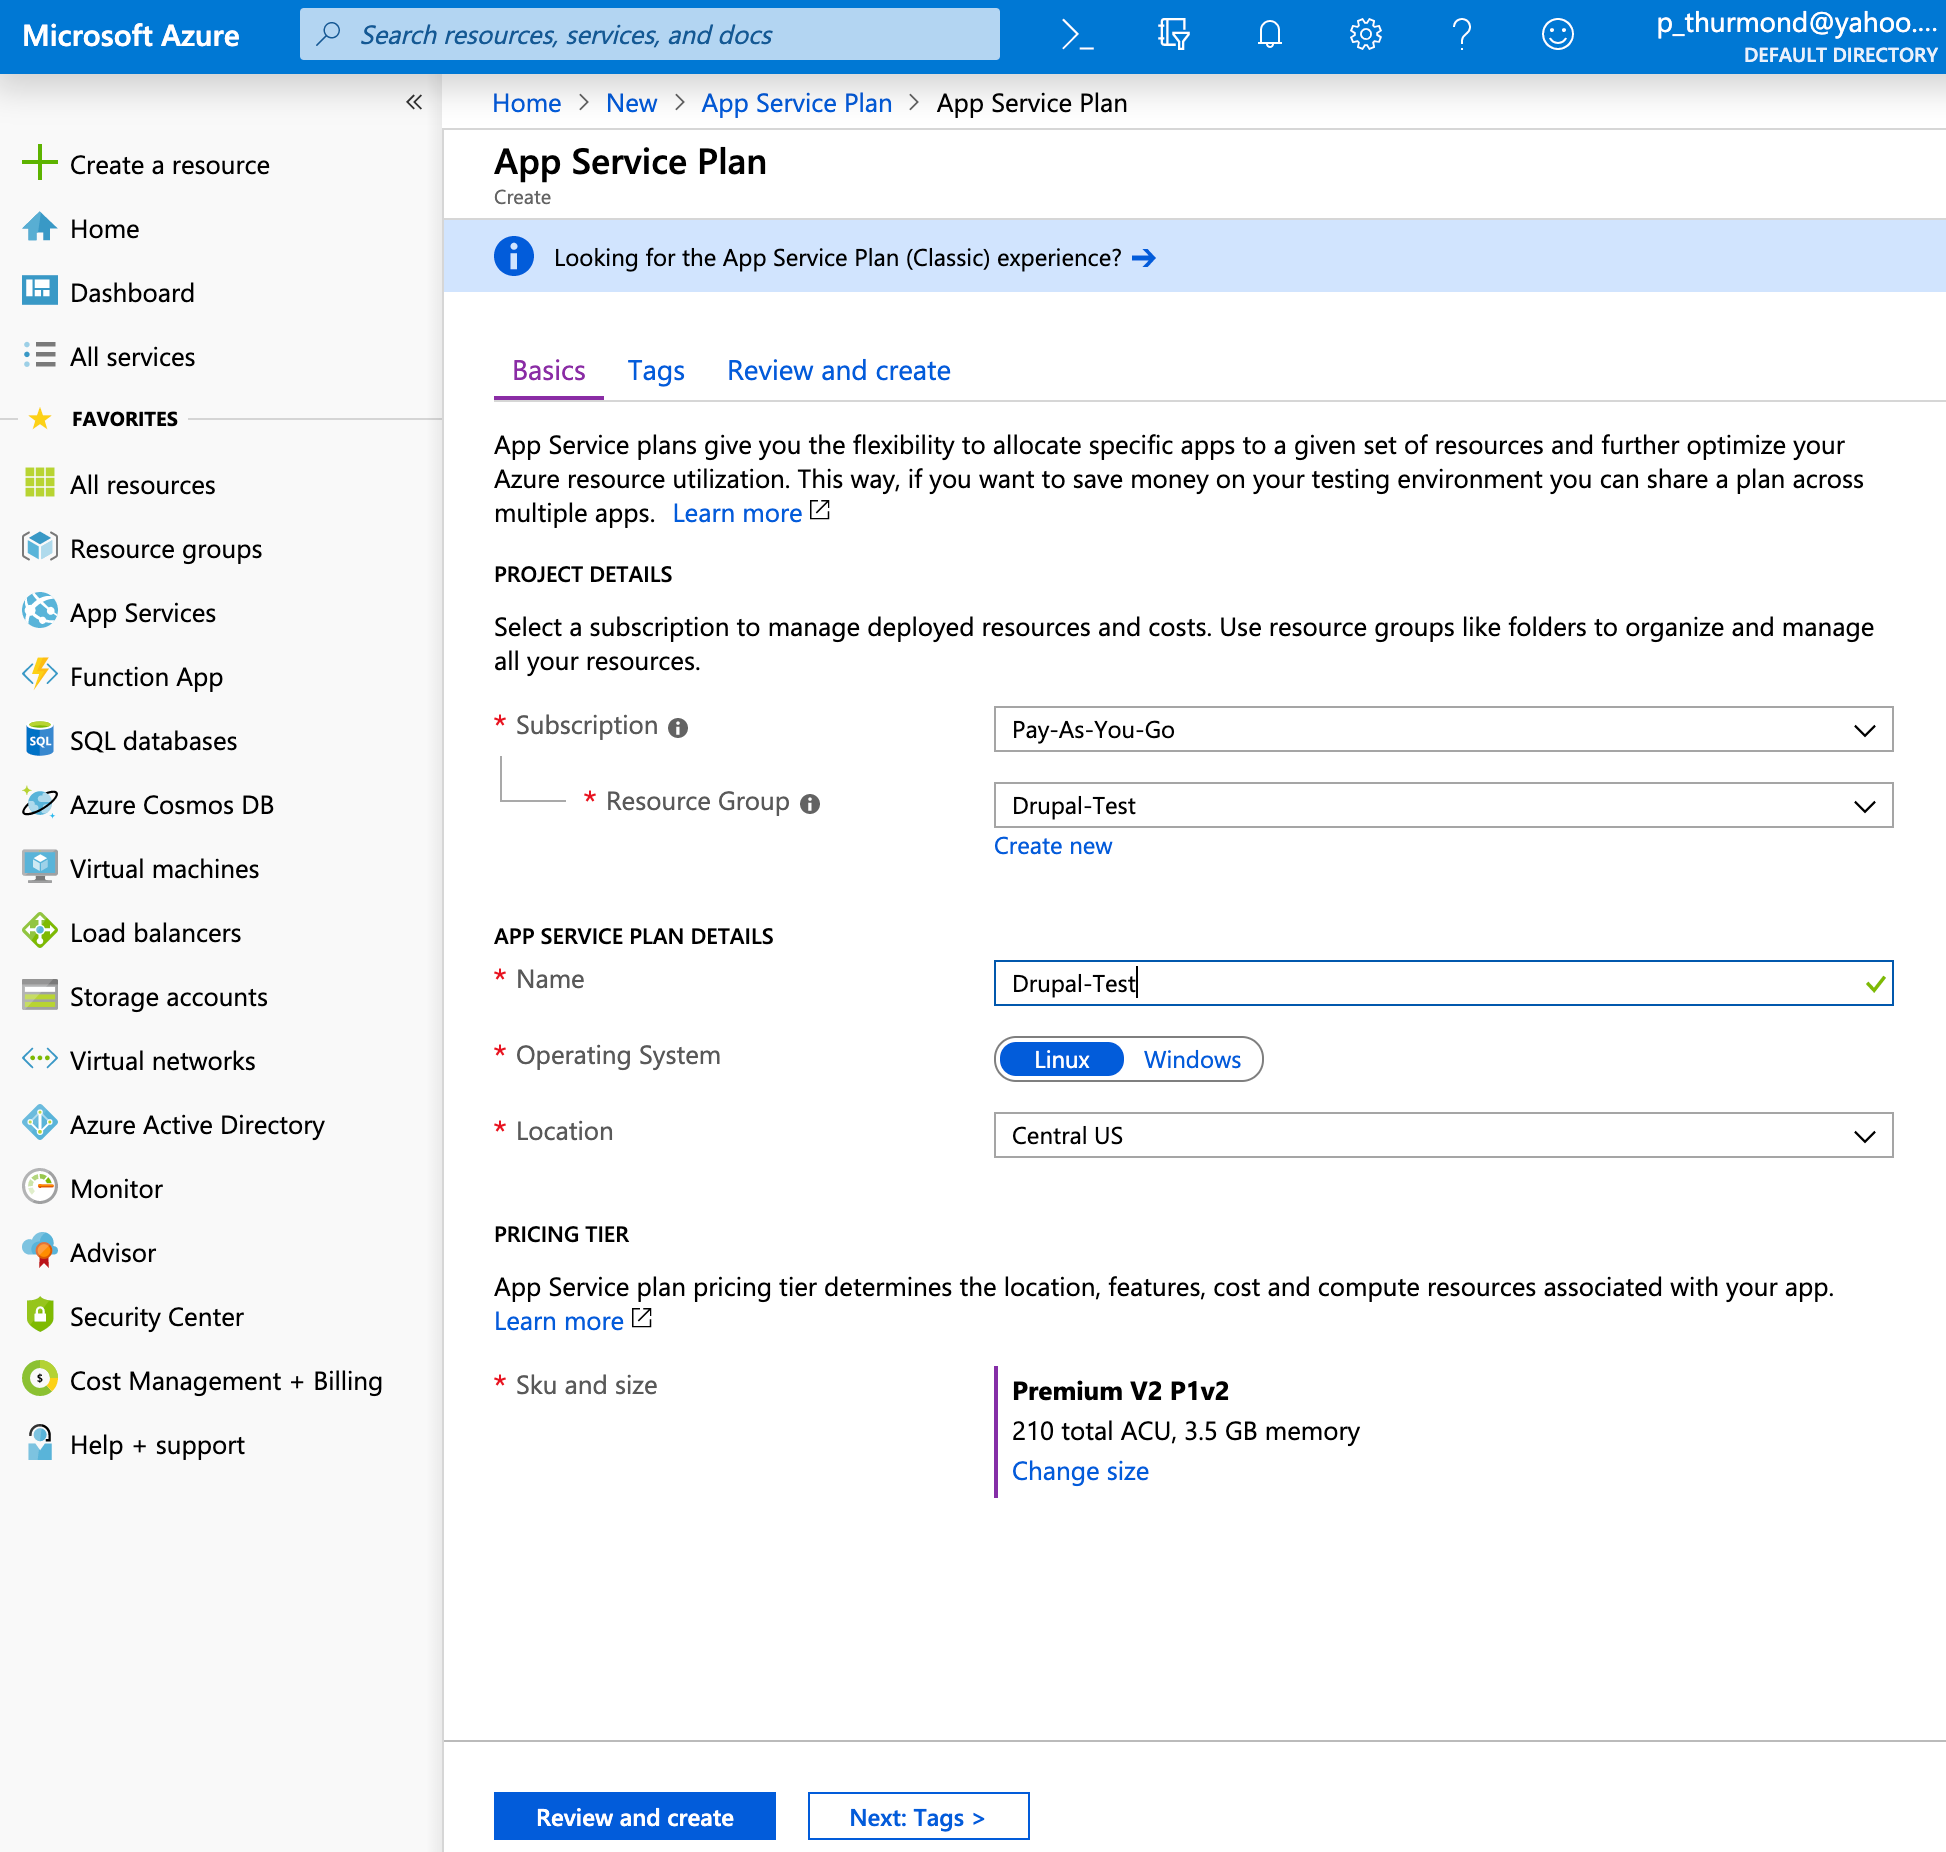 Microsoft Azure
Search resources, services, and docs
p_thurmond@yahoo....
DEFAULT DIRECTORY
Create a resource
Home
Dashboard
All services
FAVORITES
All resources
Resource groups
App Services
Function App
SQL databases
Azure Cosmos DB
Virtual machines
Load balancers
Storage accounts
Virtual networks
Azure Active Directory
Monitor
Advisor
Security Center
Cost Management + Billing
Help + support
Home > New > App Service Plan > App Service Plan
App Service Plan
Create
Looking for the App Service Plan (Classic) experience?
Basics Tags Review and create
App Service plans give you the flexibility to allocate specific apps to a given set of resources and further optimize your
Azure resource utilization. This way, if you want to save money on your testing environment you can share a plan across
multiple apps. Learn more
PROJECT DETAILS
Select a subscription to manage deployed resources and costs. Use resource groups like folders to organize and manage
all your resources.
* Subscription Pay-As-You-Go
* Resource Group Drupal-Test
Create new
APP SERVICE PLAN DETAILS
* Name Drupal-Test
* Operating System Linux Windows
* Location Central US
PRICING TIER
App Service plan pricing tier determines the location, features, cost and compute resources associated with your app.
Learn more
* Sku and size Premium V2 P1v2
210 total ACU, 3.5 GB memory
Change size
Review and create Next: Tags >